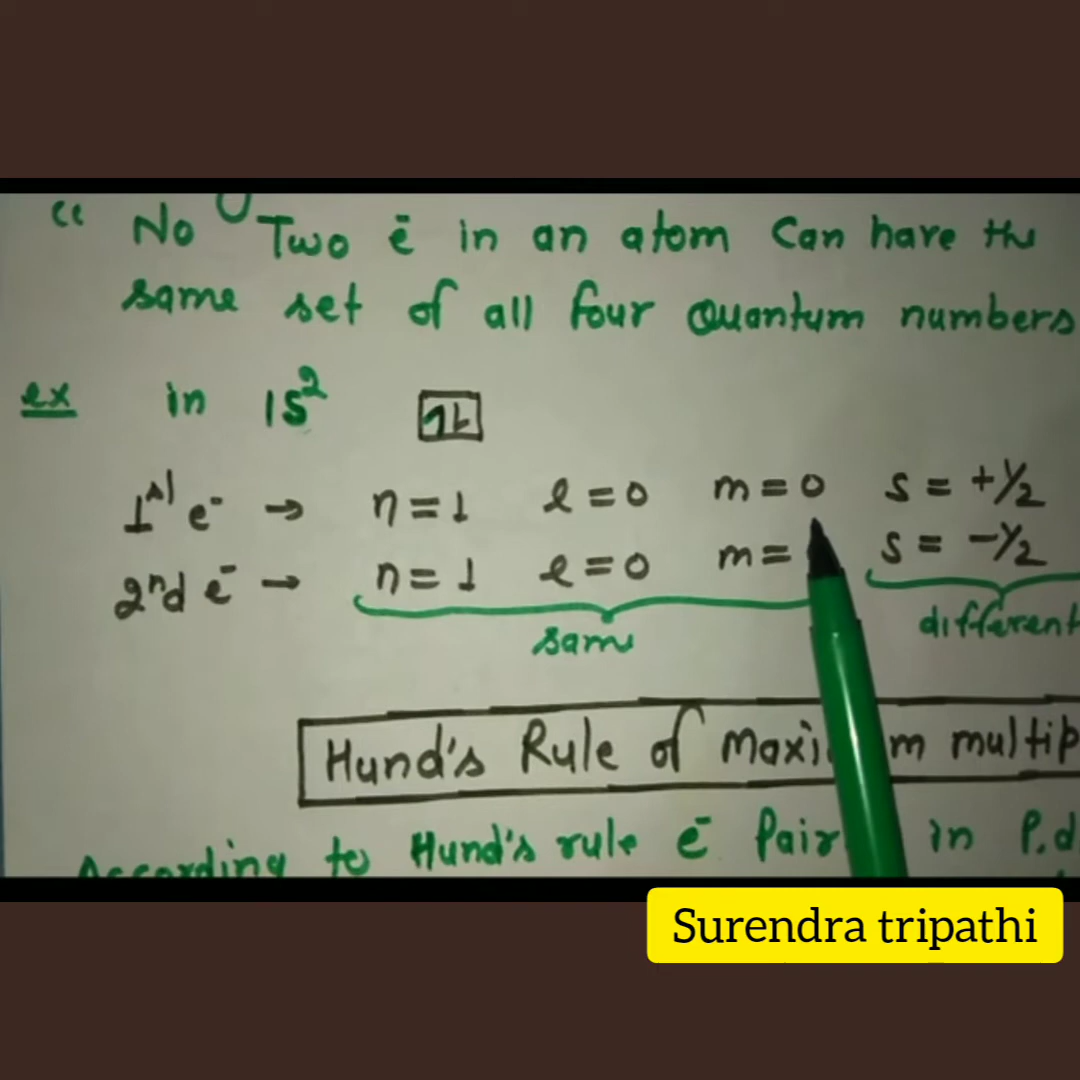 “ No Two ē in an atom Can have the
same set of all four Quantum numbers
ex in 1s² 1L
1st e⁻ → n=1 l=0 m=0 s=+1/2
2nd ē → n=1 l=0 m= s=-1/2
same different
Hund's Rule of Maxi m multip
According to Hund's rule ē Pair in P.d
Surendra tripathi